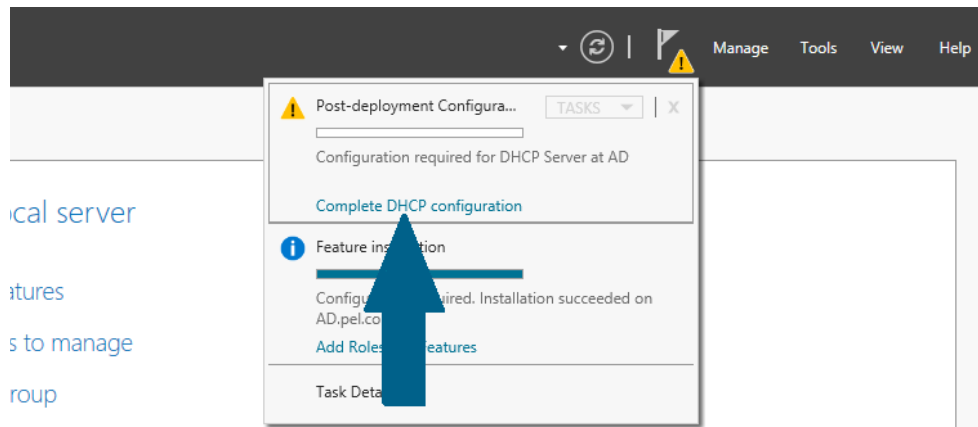 Manage Tools View Help
Post-deployment Configura... TASKS x
Configuration required for DHCP Server at AD
ocal server
Complete DHCP configuration
Feature ins tion
atures
Configu uired. Installation succeeded on
AD.pel.co
s to manage
Add Roles eatures
roup
Task Deta